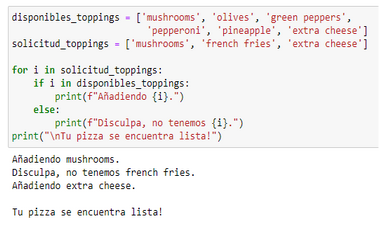 disponibles_toppings = ['mushrooms', 'olives', 'green peppers',
'pepperoni', 'pineapple', 'extra cheese']
solicitud_toppings = ['mushrooms', 'french fries', 'extra cheese']
for i in solicitud_toppings:
if i in disponibles_toppings:
print(f"Añadiendo {i}.")
else:
print(f"Disculpa, no tenemos {i}.")
print("\nTu pizza se encuentra lista!")
Añadiendo mushrooms.
Disculpa, no tenemos french fries.
Añadiendo extra cheese.
Tu pizza se encuentra lista!